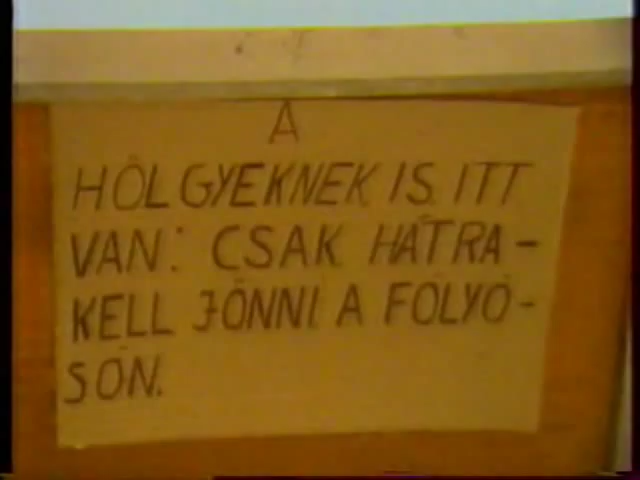 A
HÖLGYEKNEK IS ITT
VAN: CSAK HÁTRA-
KELL JÖNNI A FOLYÓ-
SÓN.